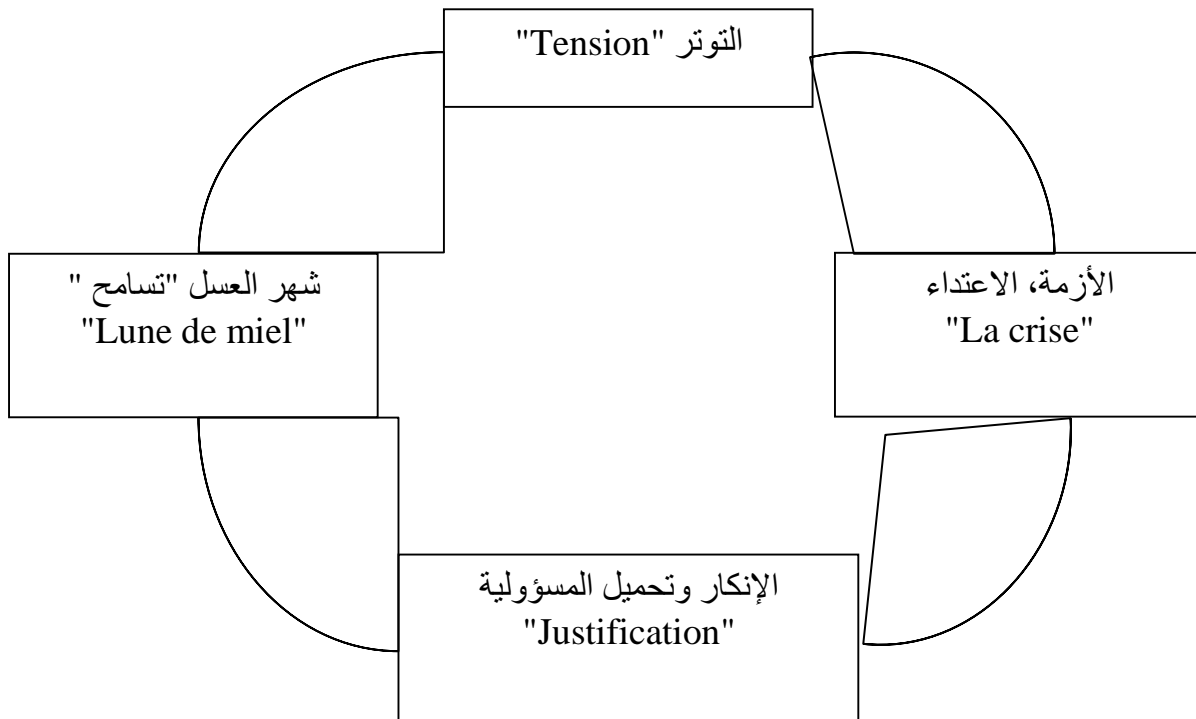 التوتر "Tension"
شهر العسل "تسامح "
"Lune de miel"
الأزمة، الاعتداء
"La crise"
الإنكار وتحميل المسؤولية
"Justification"